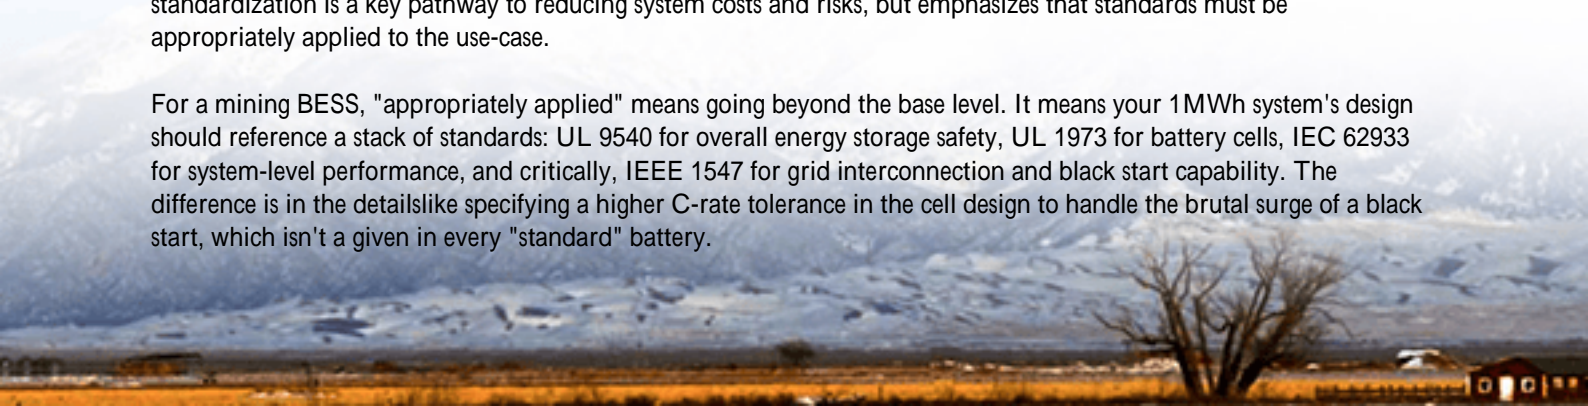 standardization is a key pathway to reducing system costs and risks, but emphasizes that standards must be
appropriately applied to the use-case.
For a mining BESS, "appropriately applied" means going beyond the base level. It means your 1MWh system's design
should reference a stack of standards: UL 9540 for overall energy storage safety, UL 1973 for battery cells, IEC 62933
for system-level performance, and critically, IEEE 1547 for grid interconnection and black start capability. The
difference is in the detailslike specifying a higher C-rate tolerance in the cell design to handle the brutal surge of a black
start, which isn't a given in every "standard" battery.